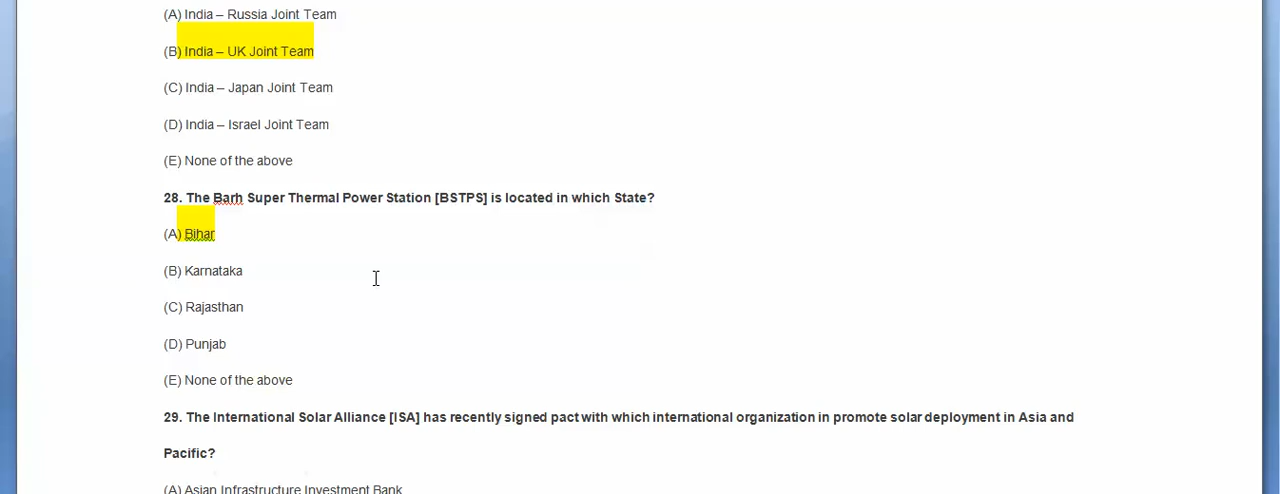 (A) India – Russia Joint Team
(B) India – UK Joint Team
(C) India – Japan Joint Team
(D) India – Israel Joint Team
(E) None of the above
28. The Barh Super Thermal Power Station [BSTPS] is located in which State?
(A) Bihar
(B) Karnataka
(C) Rajasthan
(D) Punjab
(E) None of the above
29. The International Solar Alliance [ISA] has recently signed pact with which international organization in promote solar deployment in Asia and
Pacific?
(A) Asian Infrastructure Investment Bank